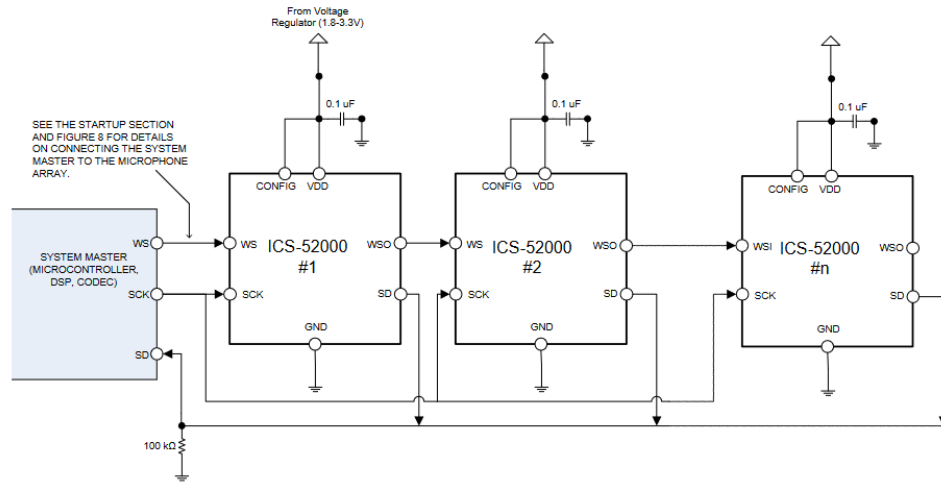 From Voltage
Regulator (1.8-3.3V)
0.1 uF
0.1 uF
0.1 uF
SEE THE STARTUP SECTION
AND FIGURE 8 FOR DETAILS
ON CONNECTING THE SYSTEM
MASTER TO THE MICROPHONE
ARRAY.
CONFIG VDD
CONFIG VDD
CONFIG VDD
WS
SYSTEM MASTER
(MICROCONTROLLER,
DSP, CODEC)
SCK
SD
WS
ICS-52000
#1
WSO
SCK
SD
GND
WS
ICS-52000
#2
WSO
SCK
SD
GND
WSI
ICS-52000
#n
WSO
SCK
SD
GND
100 kΩ